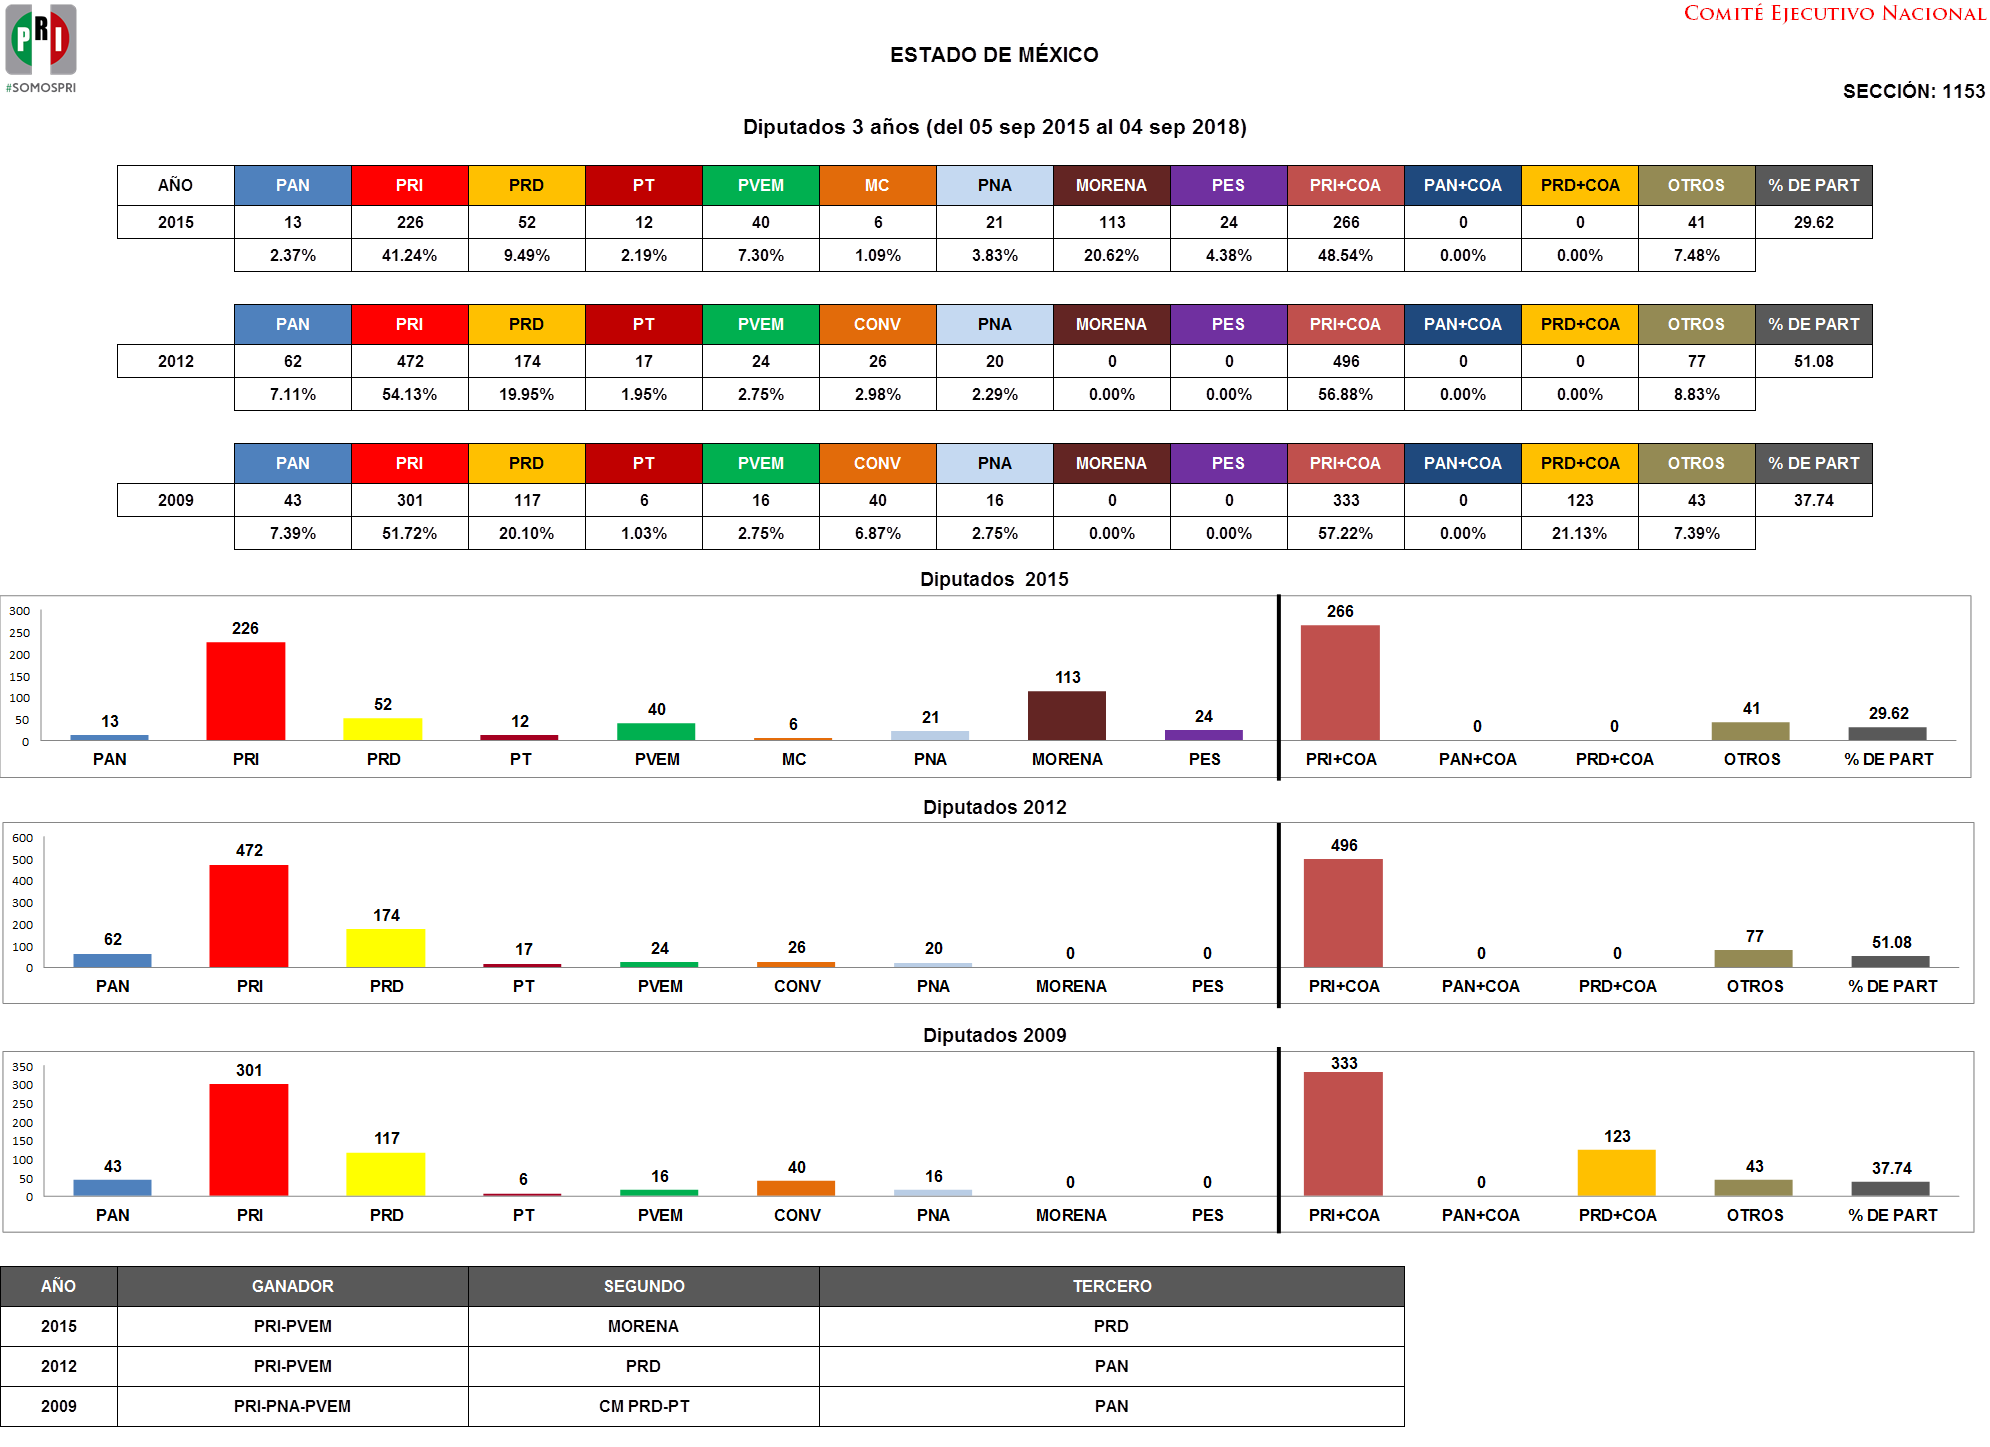 PRI
#SOMOSPRI
COMITÉ EJECUTIVO NACIONAL
ESTADO DE MÉXICO
SECCIÓN: 1153
Diputados 3 años (del 05 sep 2015 al 04 sep 2018)
AÑO PAN PRI PRD PT PVEM MC PNA MORENA PES PRI+COA PAN+COA PRD+COA OTROS % DE PART
2015 13 226 52 12 40 6 21 113 24 266 0 0 41 29.62
2.37% 41.24% 9.49% 2.19% 7.30% 1.09% 3.83% 20.62% 4.38% 48.54% 0.00% 0.00% 7.48%
PAN PRI PRD PT PVEM CONV PNA MORENA PES PRI+COA PAN+COA PRD+COA OTROS % DE PART
2012 62 472 174 17 24 26 20 0 0 496 0 0 77 51.08
7.11% 54.13% 19.95% 1.95% 2.75% 2.98% 2.29% 0.00% 0.00% 56.88% 0.00% 0.00% 8.83%
PAN PRI PRD PT PVEM CONV PNA MORENA PES PRI+COA PAN+COA PRD+COA OTROS % DE PART
2009 43 301 117 6 16 40 16 0 0 333 0 123 43 37.74
7.39% 51.72% 20.10% 1.03% 2.75% 6.87% 2.75% 0.00% 0.00% 57.22% 0.00% 21.13% 7.39%
Diputados 2015
300
250
200
150
100
50
0
13 226 52 12 40 6 21 113 24 266 0 0 41 29.62
PAN PRI PRD PT PVEM MC PNA MORENA PES PRI+COA PAN+COA PRD+COA OTROS % DE PART
Diputados 2012
600
500
400
300
200
100
0
62 472 174 17 24 26 20 0 0 496 0 0 77 51.08
PAN PRI PRD PT PVEM CONV PNA MORENA PES PRI+COA PAN+COA PRD+COA OTROS % DE PART
Diputados 2009
350
300
250
200
150
100
50
0
43 301 117 6 16 40 16 0 0 333 0 123 43 37.74
PAN PRI PRD PT PVEM CONV PNA MORENA PES PRI+COA PAN+COA PRD+COA OTROS % DE PART
AÑO GANADOR SEGUNDO TERCERO
2015 PRI-PVEM MORENA PRD
2012 PRI-PVEM PRD PAN
2009 PRI-PNA-PVEM CM PRD-PT PAN